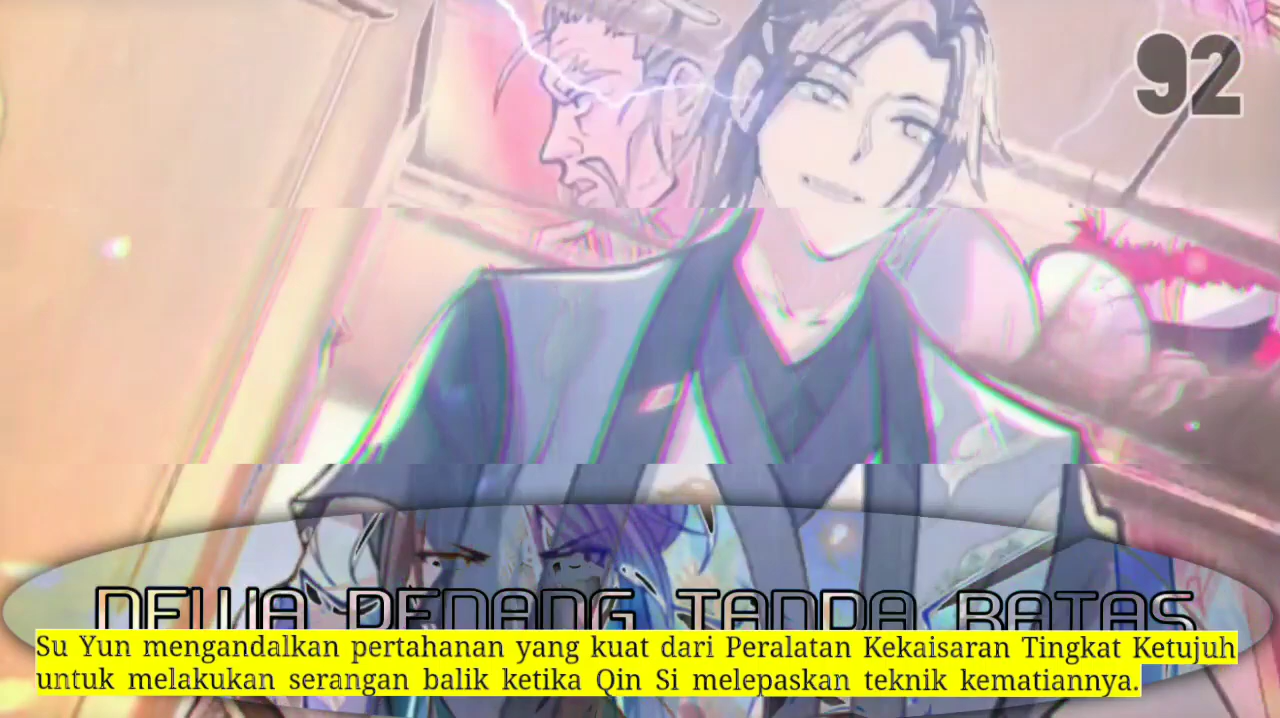 92
DEWA PEDANG TANPA BATAS
Su Yun mengandalkan pertahanan yang kuat dari Peralatan Kekaisaran Tingkat Ketujuh
untuk melakukan serangan balik ketika Qin Si melepaskan teknik kematiannya.